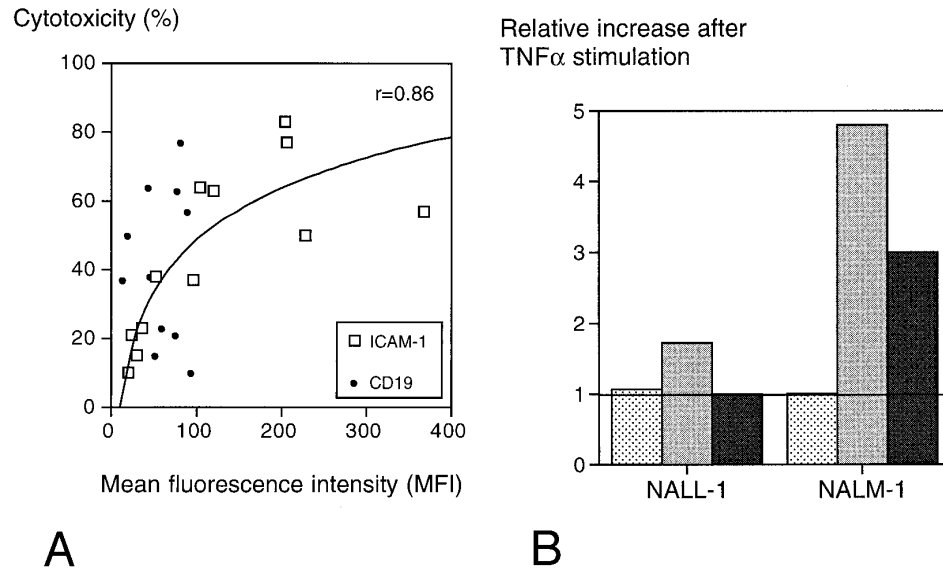 Cytotoxicity (%)
100
80
60
40
20
0
r=0.86
ICAM-1
CD19
0 100 200 300 400
Mean fluorescence intensity (MFI)
A
Relative increase after
TNFα stimulation
5
4
3
2
1
0
NALL-1 NALM-1
B